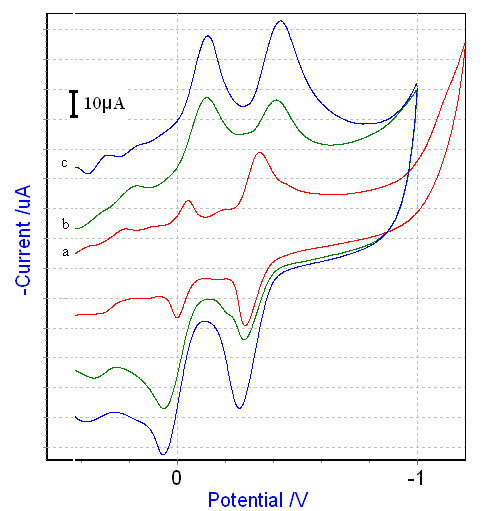 10µA
c
b
a
-Current /uA
0
-1
Potential /V